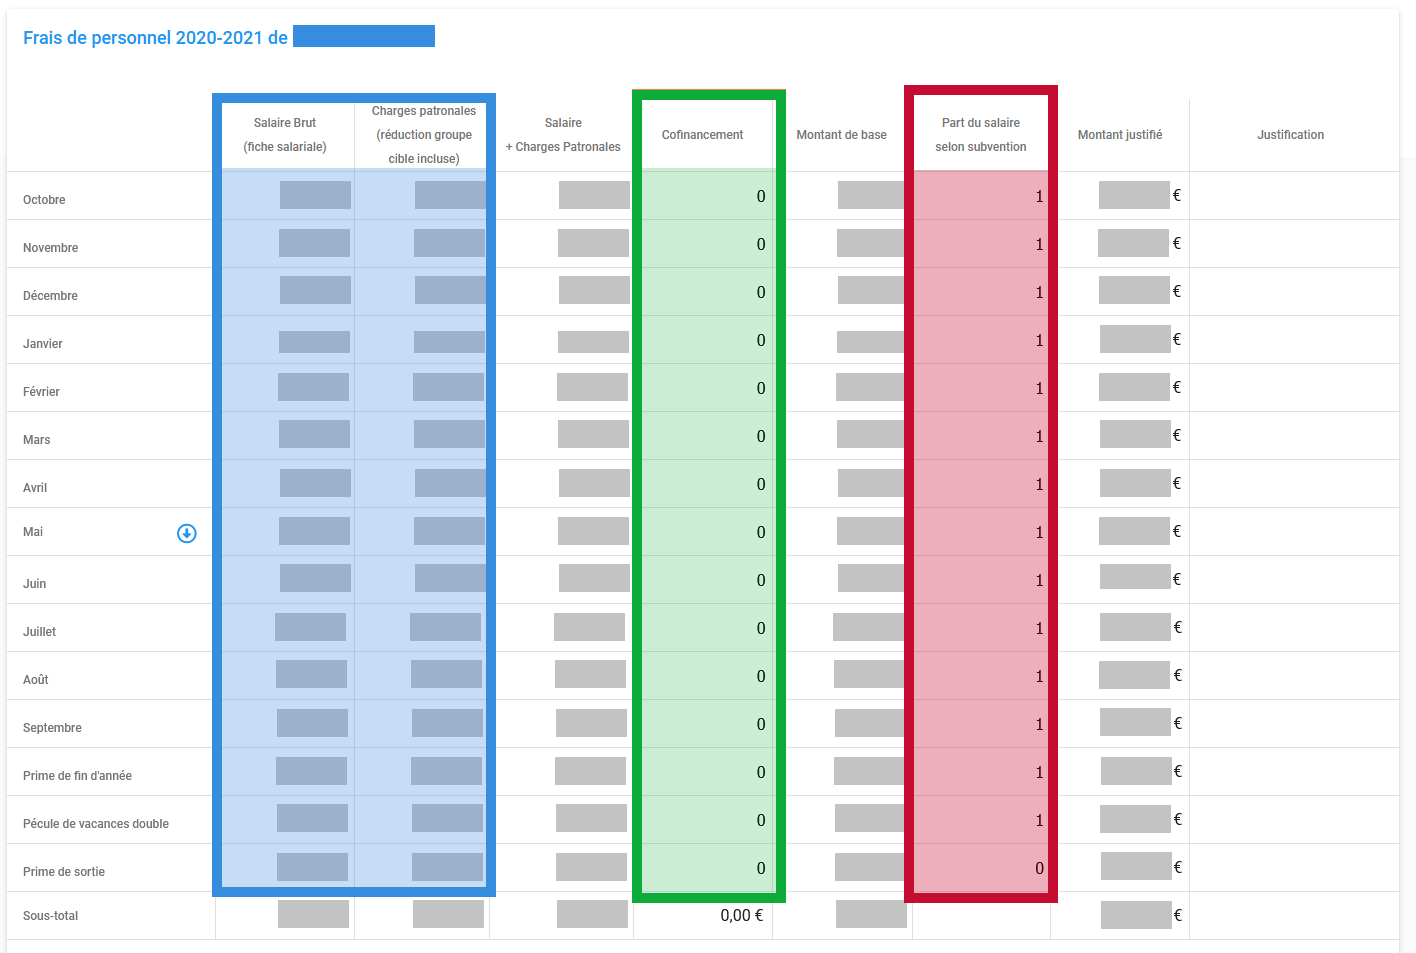 Frais de personnel 2020-2021 de
Salaire Brut
(fiche salariale)
Charges patronales
(réduction groupe
cible incluse)
Salaire
+ Charges Patronales
Cofinancement
Montant de base
Part du salaire
selon subvention
Montant justifié
Justification
Octobre 0 1 €
Novembre 0 1 €
Décembre 0 1 €
Janvier 0 1 €
Février 0 1 €
Mars 0 1 €
Avril 0 1 €
Mai 0 1 €
Juin 0 1 €
Juillet 0 1 €
Août 0 1 €
Septembre 0 1 €
Prime de fin d'année 0 1 €
Pécule de vacances double 0 1 €
Prime de sortie 0 0 €
Sous-total 0,00 € €